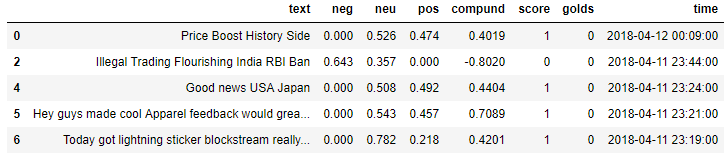 text neg neu pos compund score golds time
0 Price Boost History Side 0.000 0.526 0.474 0.4019 1 0 2018-04-12 00:09:00
2 Illegal Trading Flourishing India RBI Ban 0.643 0.357 0.000 -0.8020 0 0 2018-04-11 23:44:00
4 Good news USA Japan 0.000 0.508 0.492 0.4404 1 0 2018-04-11 23:24:00
5 Hey guys made cool Apparel feedback would grea... 0.000 0.543 0.457 0.7089 1 0 2018-04-11 23:21:00
6 Today got lightning sticker blockstream really... 0.000 0.782 0.218 0.4201 1 0 2018-04-11 23:19:00